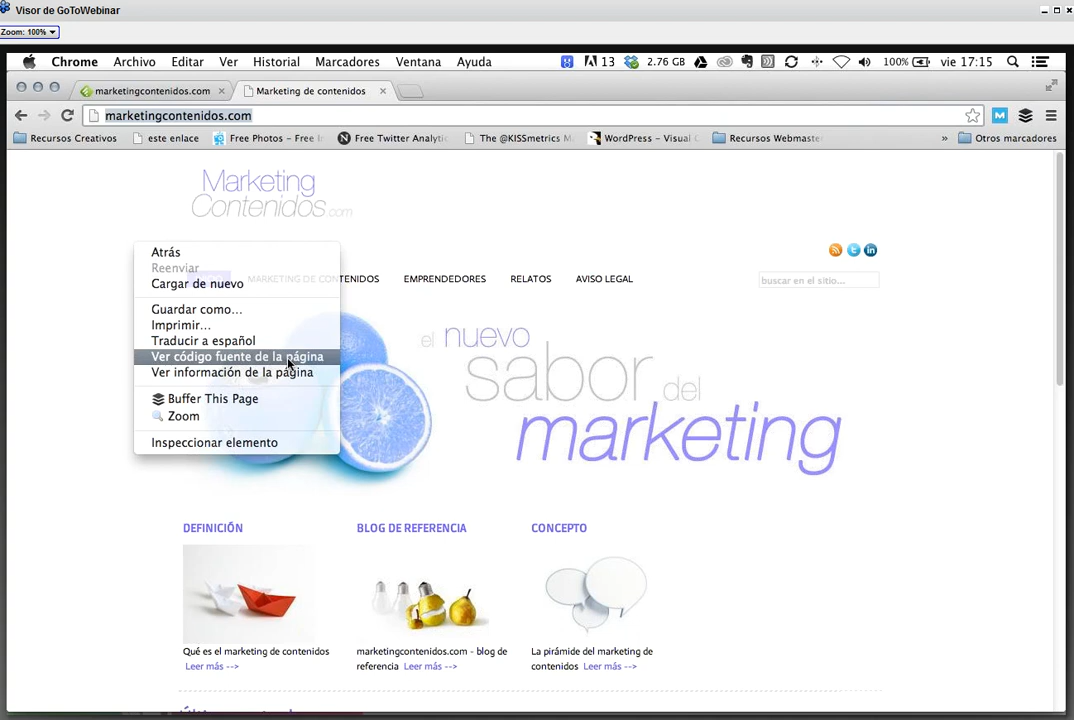 Visor de GoToWebinar
Zoom: 100%
Chrome Archivo Editar Ver Historial Marcadores Ventana Ayuda 13 2.76 GB 100% vie 17:15
marketingcontenidos.com Marketing de contenidos
marketingcontenidos.com
Recursos Creativos este enlace Free Photos – Free Free Twitter Analytic The @KISSmetrics WordPress – Visual Recursos Webmaste » Otros marcadores
Marketing
Contenidos.com
Atrás
Reenviar
Cargar de nuevo
Guardar como...
Imprimir...
Traducir a español
Ver código fuente de la página
Ver información de la página
Buffer This Page
Zoom
Inspeccionar elemento
MARKETING DE CONTENIDOS EMPRENDEDORES RELATOS AVISO LEGAL
buscar en el sitio...
el nuevo
sabor del
marketing
DEFINICIÓN BLOG DE REFERENCIA CONCEPTO
Qué es el marketing de contenidos
Leer más -->
marketingcontenidos.com - blog de
referencia Leer más -->
La pirámide del marketing de
contenidos Leer más -->